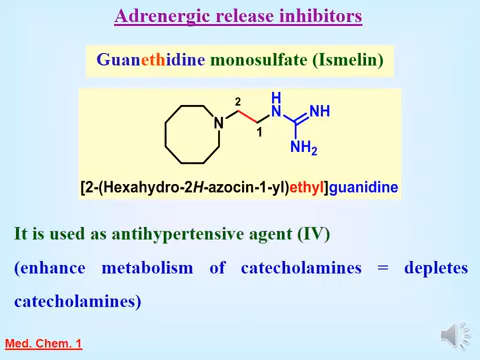 Adrenergic release inhibitors
Guanethidine monosulfate (Ismelin)
H
2
N
N
NH
1
NH2
[2-(Hexahydro-2H-azocin-1-yl)ethyl]guanidine
It is used as antihypertensive agent (IV)
(enhance metabolism of catecholamines = depletes
catecholamines)
Med. Chem. 1